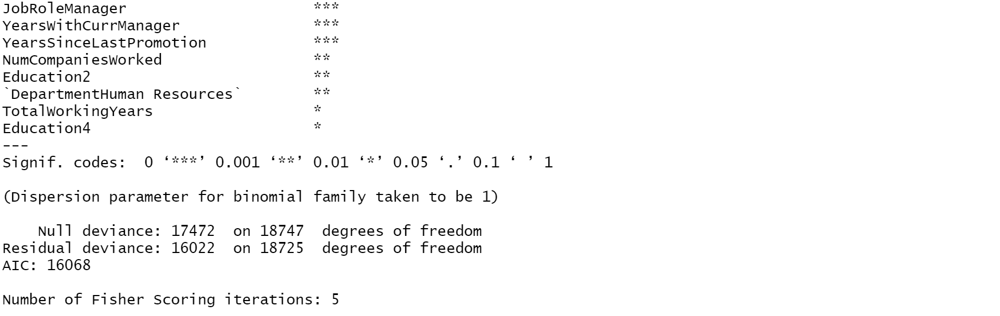 JobRoleManager                     ***
YearsWithCurrManager               ***
YearsSinceLastPromotion            ***
NumCompaniesWorked                 **
Education2                         **
`DepartmentHuman Resources`        **
TotalWorkingYears                  *
Education4                         *
---
Signif. codes:  0 ‘***’ 0.001 ‘**’ 0.01 ‘*’ 0.05 ‘.’ 0.1 ‘ ’ 1
(Dispersion parameter for binomial family taken to be 1)
    Null deviance: 17472  on 18747  degrees of freedom
Residual deviance: 16022  on 18725  degrees of freedom
AIC: 16068
Number of Fisher Scoring iterations: 5